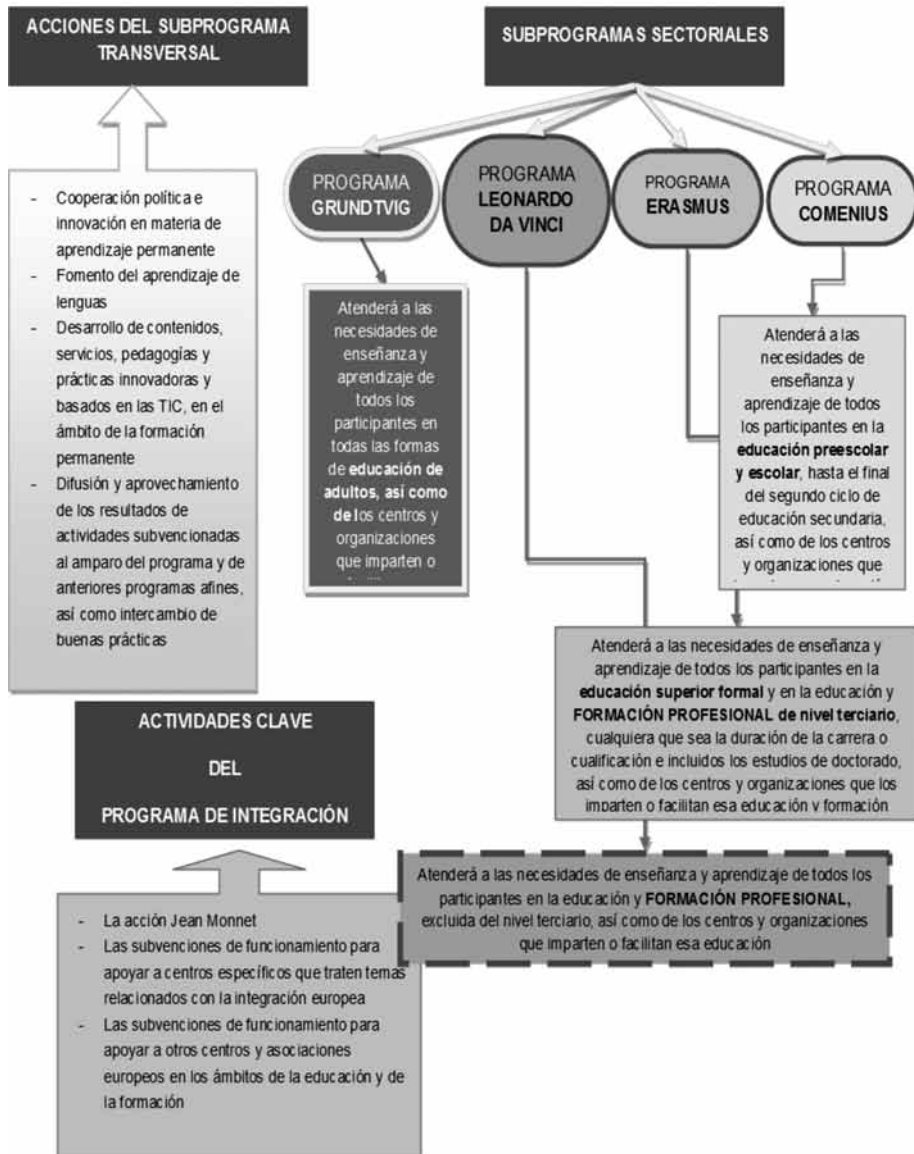 ACCIONES DEL SUBPROGRAMA
TRANSVERSAL
- Cooperación política e
innovación en materia de
aprendizaje permanente
- Fomento del aprendizaje de
lenguas
- Desarrollo de contenidos,
servicios, pedagogías y
prácticas innovadoras y
basados en las TIC, en el
ámbito de la formación
permanente
- Difusión y aprovechamiento
de los resultados de
actividades subvencionadas
al amparo del programa y de
anteriores programas afines,
así como intercambio de
buenas prácticas
SUBPROGRAMAS SECTORIALES
PROGRAMA
GRUNDTVIG
PROGRAMA
LEONARDO
DA VINCI
PROGRAMA
ERASMUS
PROGRAMA
COMENIUS
Atenderá a las
necesidades de
enseñanza y
aprendizaje de
todos los
participantes en
todas las formas
de educación de
adultos, así como
de los centros y
organizaciones
que imparten o
Atenderá a las
necesidades de
enseñanza y
aprendizaje de todos
los participantes en la
educación preescolar
y escolar, hasta el final
del segundo ciclo de
educación secundaria,
así como de los centros
y organizaciones que
Atenderá a las necesidades de enseñanza y
aprendizaje de todos los participantes en la
educación superior formal y en la educación y
FORMACIÓN PROFESIONAL de nivel terciario,
cualquiera que sea la duración de la carrera o
cualificación e incluidos los estudios de doctorado,
así como de los centros y organizaciones que los
imparten o facilitan esa educación y formación
Atenderá a las necesidades de enseñanza y aprendizaje de todos los
participantes en la educación y FORMACIÓN PROFESIONAL,
excluida del nivel terciario, así como de los centros y organizaciones
que imparten o facilitan esa educación
ACTIVIDADES CLAVE
DEL
PROGRAMA DE INTEGRACIÓN
- La acción Jean Monnet
- Las subvenciones de funcionamiento para
apoyar a centros específicos que traten temas
relacionados con la integración europea
- Las subvenciones de funcionamiento para
apoyar a otros centros y asociaciones
europeos en los ámbitos de la educación y de
la formación